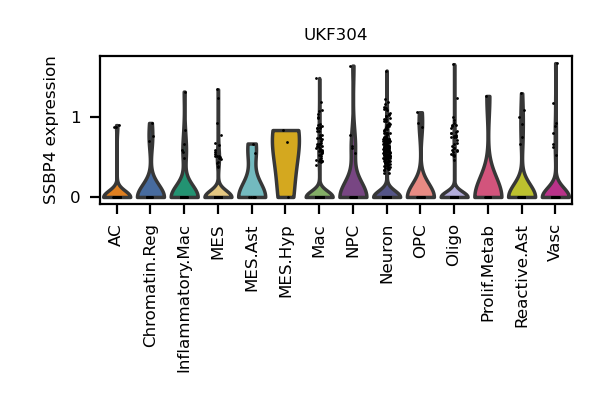 UKF304
SSBP4 expression
1
0
AC
Chromatin.Reg
Inflammatory.Mac
MES
MES.Ast
MES.Hyp
Mac
NPC
Neuron
OPC
Oligo
Prolif.Metab
Reactive.Ast
Vasc